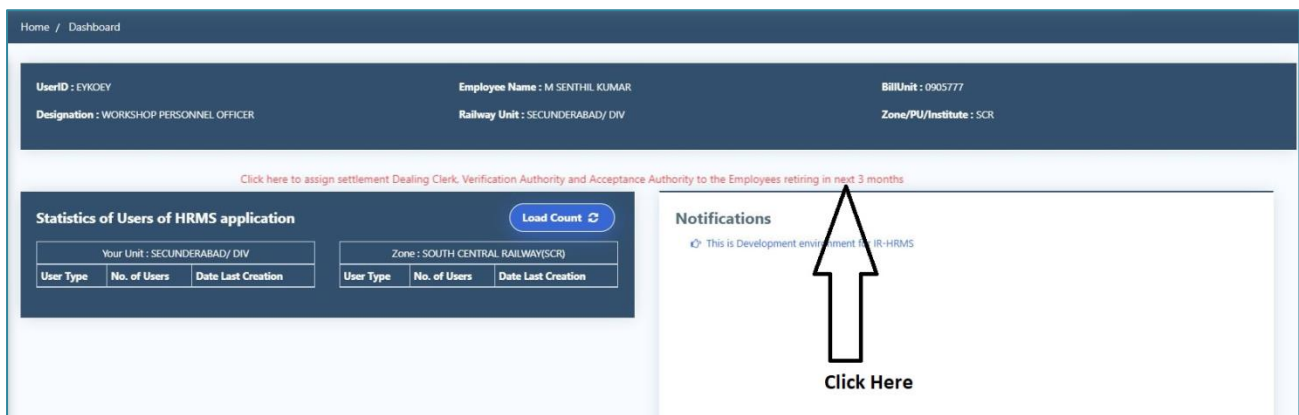 Home / Dashboard
UserID : EYKOEY
Employee Name : M SENTHIL KUMAR
BillUnit : 0905777
Designation : WORKSHOP PERSONNEL OFFICER
Railway Unit : SECUNDERABAD/ DIV
Zone/PU/Institute : SCR
Click here to assign settlement Dealing Clerk, Verification Authority and Acceptance Authority to the Employees retiring in next 3 months
Statistics of Users of HRMS application
Load Count
Your Unit : SECUNDERABAD/ DIV
User Type No. of Users Date Last Creation
Zone : SOUTH CENTRAL RAILWAY(SCR)
User Type No. of Users Date Last Creation
Notifications
This is Development environment for IR-HRMS
Click Here